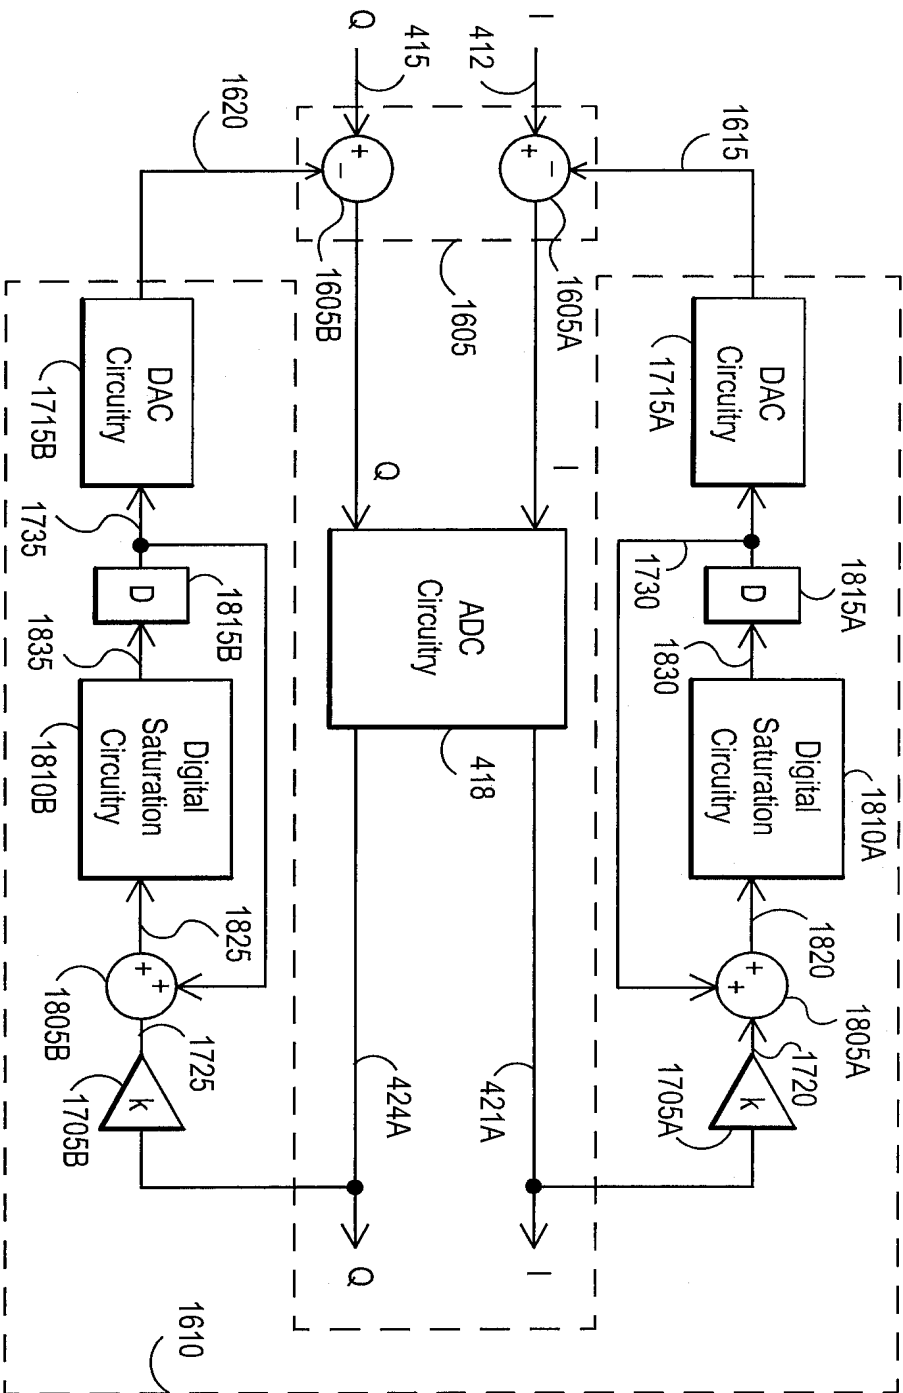 1810A
1815A
1805A
1820
1720
1615
DAC
Circuitry
D
Digital
Saturation
Circuitry
+
+
k
1715A
1730
1830
1705A
I
412
+
−
1605A
I
421A
I
1605
ADC
Circuitry
418
Q
415
+
−
1605B
Q
424A
Q
1620
1815B
1825
1725
1610
DAC
Circuitry
D
Digital
Saturation
Circuitry
+
+
k
1715B
1735
1835
1810B
1805B
1705B